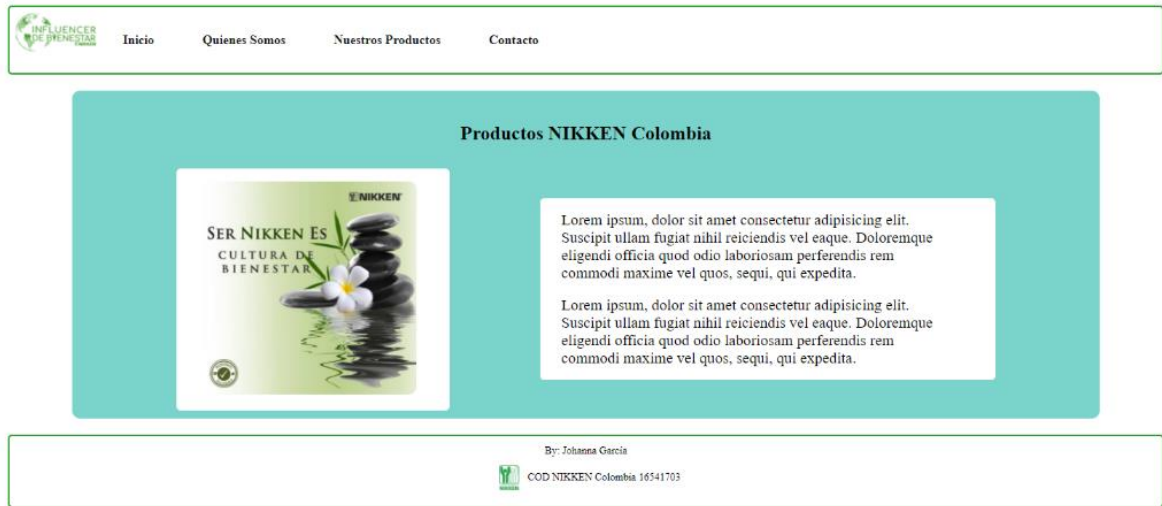 INFLUENCER
DE BIENESTAR
Inicio
Quienes Somos
Nuestros Productos
Contacto
Productos NIKKEN Colombia
NIKKEN
SER NIKKEN ES
CULTURA DE
BIENESTAR
Lorem ipsum, dolor sit amet consectetur adipisicing elit.
Suscipit ullam fugiat nihil reiciendis vel eaque. Doloremque
eligendi officia quod odio laboriosam perferendis rem
commodi maxime vel quos, sequi, qui expedita.
Lorem ipsum, dolor sit amet consectetur adipisicing elit.
Suscipit ullam fugiat nihil reiciendis vel eaque. Doloremque
eligendi officia quod odio laboriosam perferendis rem
commodi maxime vel quos, sequi, qui expedita.
By: Johanna García
NIKKEN
COD NIKKEN Colombia 16541703